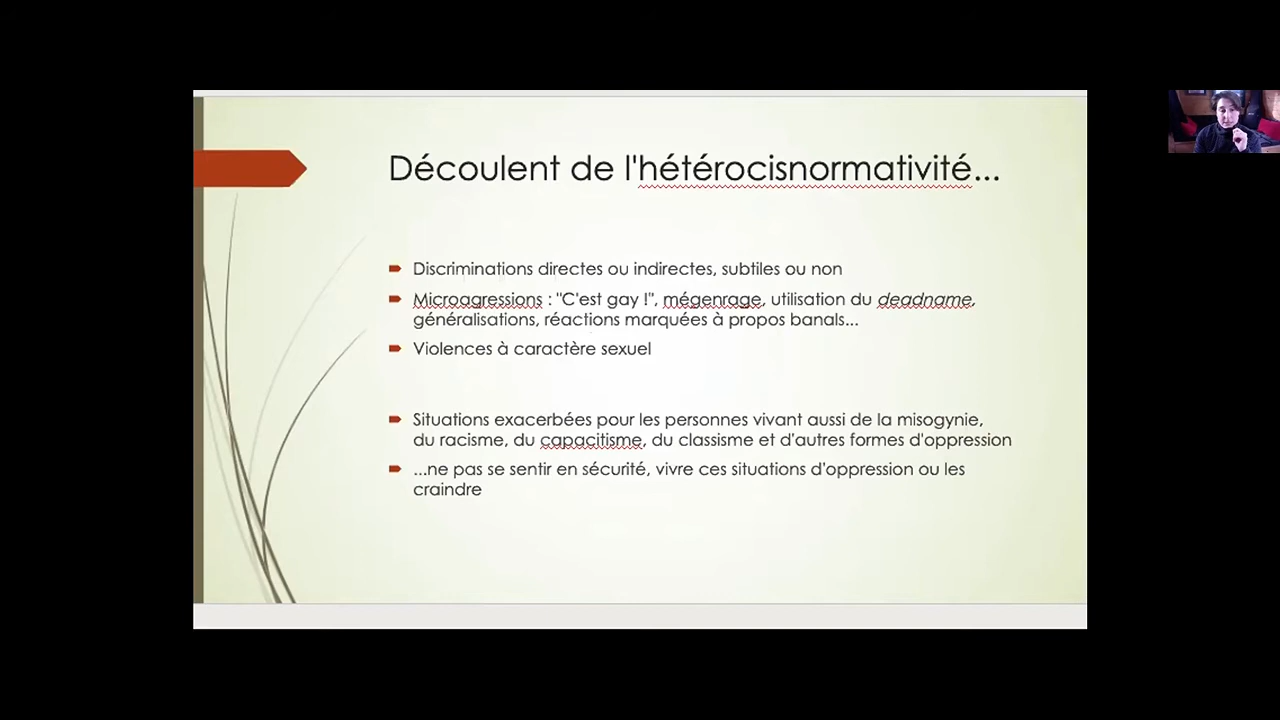 Découlent de l'hétérocisnormativité...
Discriminations directes ou indirectes, subtiles ou non
Microagressions : "C'est gay !", mégenrage, utilisation du deadname,
généralisations, réactions marquées à propos banals...
Violences à caractère sexuel
Situations exacerbées pour les personnes vivant aussi de la misogynie,
du racisme, du capacitisme, du classisme et d'autres formes d'oppression
...ne pas se sentir en sécurité, vivre ces situations d'oppression ou les
craindre